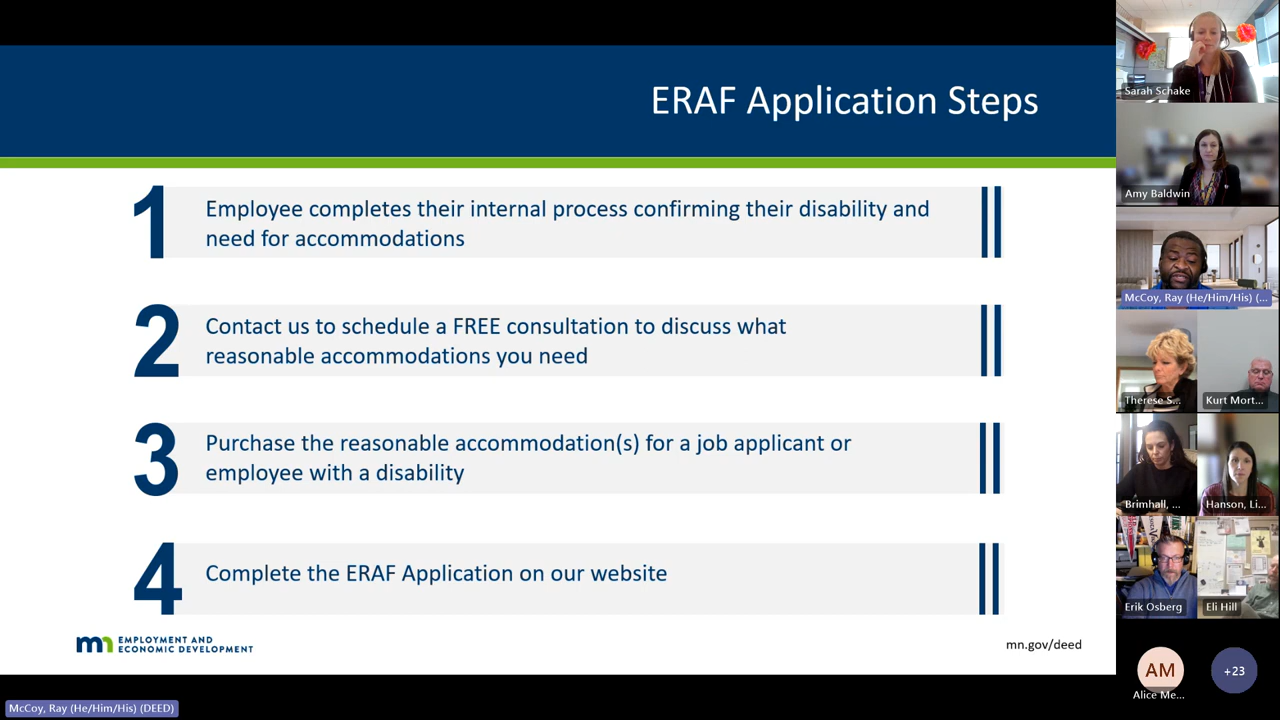 ERAF Application Steps
1
Employee completes their internal process confirming their disability and
need for accommodations
2
Contact us to schedule a FREE consultation to discuss what
reasonable accommodations you need
3
Purchase the reasonable accommodation(s) for a job applicant or
employee with a disability
4
Complete the ERAF Application on our website
mn EMPLOYMENT AND
ECONOMIC DEVELOPMENT
mn.gov/deed
McCoy, Ray (He/Him/His) (DEED)
Sarah Schake
Amy Baldwin
McCoy, Ray (He/Him/His) (...
Therese S...
Kurt Mort...
Brimhall, ...
Hanson, Li...
Erik Osberg
Eli Hill
AM
Alice Me...
+23